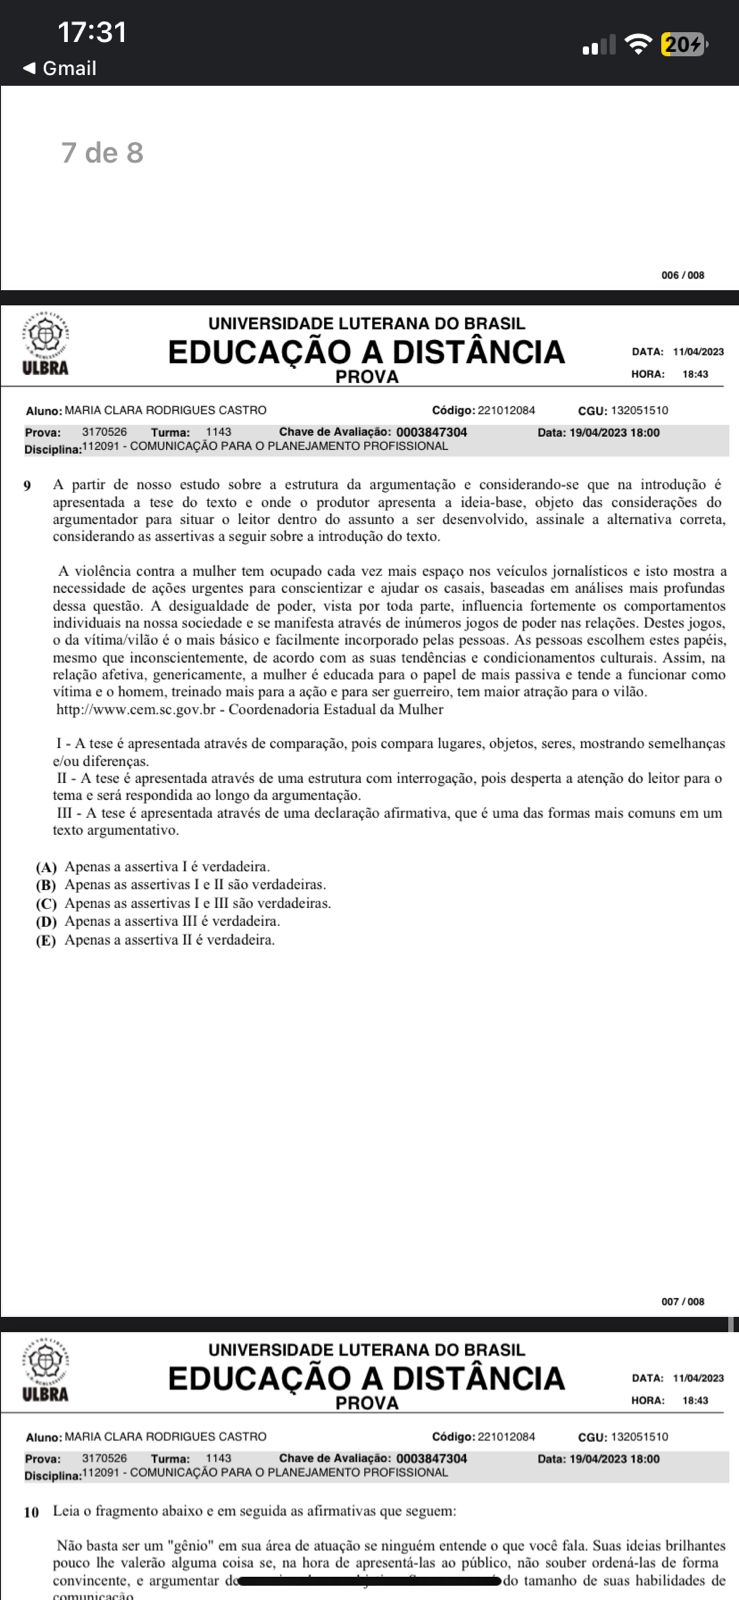 17:31
20
◀ Gmail
7 de 8
006 / 008
UNIVERSIDADE LUTERANA DO BRASIL
EDUCAÇÃO A DISTÂNCIA
PROVA
DATA: 11/04/2023
HORA: 18:43
ULBRA
Aluno: MARIA CLARA RODRIGUES CASTRO Código: 221012084 CGU: 132051510
Prova: 3170526 Turma: 1143 Chave de Avaliação: 0003847304 Data: 19/04/2023 18:00
Disciplina: 112091 - COMUNICAÇÃO PARA O PLANEJAMENTO PROFISSIONAL
9 A partir de nosso estudo sobre a estrutura da argumentação e considerando-se que na introdução é
apresentada a tese do texto e onde o produtor apresenta a ideia-base, objeto das considerações do
argumentador para situar o leitor dentro do assunto a ser desenvolvido, assinale a alternativa correta,
considerando as assertivas a seguir sobre a introdução do texto.
A violência contra a mulher tem ocupado cada vez mais espaço nos veículos jornalísticos e isto mostra a
necessidade de ações urgentes para conscientizar e ajudar os casais, baseadas em análises mais profundas
dessa questão. A desigualdade de poder, vista por toda parte, influencia fortemente os comportamentos
individuais na nossa sociedade e se manifesta através de inúmeros jogos de poder nas relações. Destes jogos,
o da vítima/vilão é o mais básico e facilmente incorporado pelas pessoas. As pessoas escolhem estes papéis,
mesmo que inconscientemente, de acordo com as suas tendências e condicionamentos culturais. Assim, na
relação afetiva, genericamente, a mulher é educada para o papel de mais passiva e tende a funcionar como
vítima e o homem, treinado mais para a ação e para ser guerreiro, tem maior atração para o vilão.
http://www.cem.sc.gov.br - Coordenadoria Estadual da Mulher
I - A tese é apresentada através de comparação, pois compara lugares, objetos, seres, mostrando semelhanças
e/ou diferenças.
II - A tese é apresentada através de uma estrutura com interrogação, pois desperta a atenção do leitor para o
tema e será respondida ao longo da argumentação.
III - A tese é apresentada através de uma declaração afirmativa, que é uma das formas mais comuns em um
texto argumentativo.
(A) Apenas a assertiva I é verdadeira.
(B) Apenas as assertivas I e II são verdadeiras.
(C) Apenas as assertivas I e III são verdadeiras.
(D) Apenas a assertiva III é verdadeira.
(E) Apenas a assertiva II é verdadeira.
007 / 008
UNIVERSIDADE LUTERANA DO BRASIL
EDUCAÇÃO A DISTÂNCIA
PROVA
DATA: 11/04/2023
HORA: 18:43
ULBRA
Aluno: MARIA CLARA RODRIGUES CASTRO Código: 221012084 CGU: 132051510
Prova: 3170526 Turma: 1143 Chave de Avaliação: 0003847304 Data: 19/04/2023 18:00
Disciplina: 112091 - COMUNICAÇÃO PARA O PLANEJAMENTO PROFISSIONAL
10 Leia o fragmento abaixo e em seguida as afirmativas que seguem:
Não basta ser um "gênio" em sua área de atuação se ninguém entende o que você fala. Suas ideias brilhantes
pouco lhe valerão alguma coisa se, na hora de apresentá-las ao público, não souber ordená-las de forma
convincente, e argumentar do tamanho de suas habilidades de
comunicação